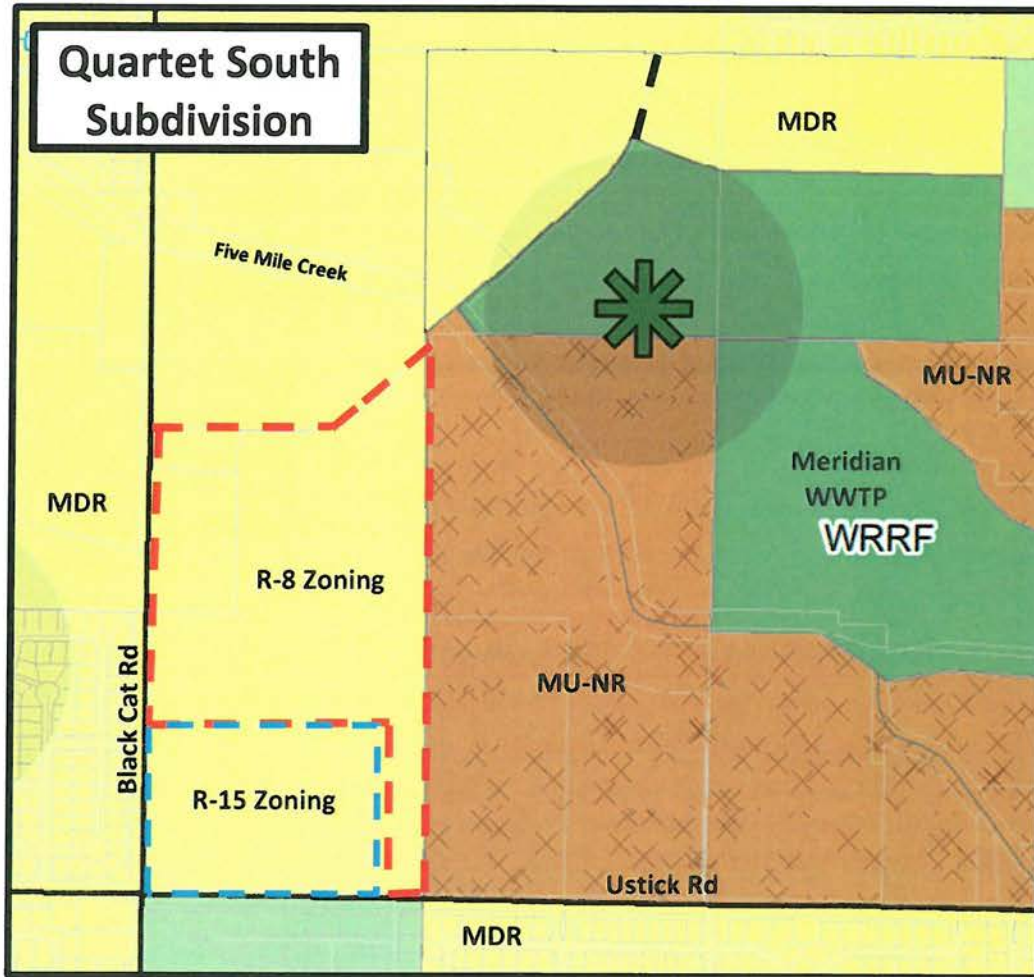 Quartet South
Subdivision
MDR
Five Mile Creek
MU-NR
MDR
Meridian
WWTP
WRRF
R-8 Zoning
MU-NR
Black Cat Rd
R-15 Zoning
Ustick Rd
MDR